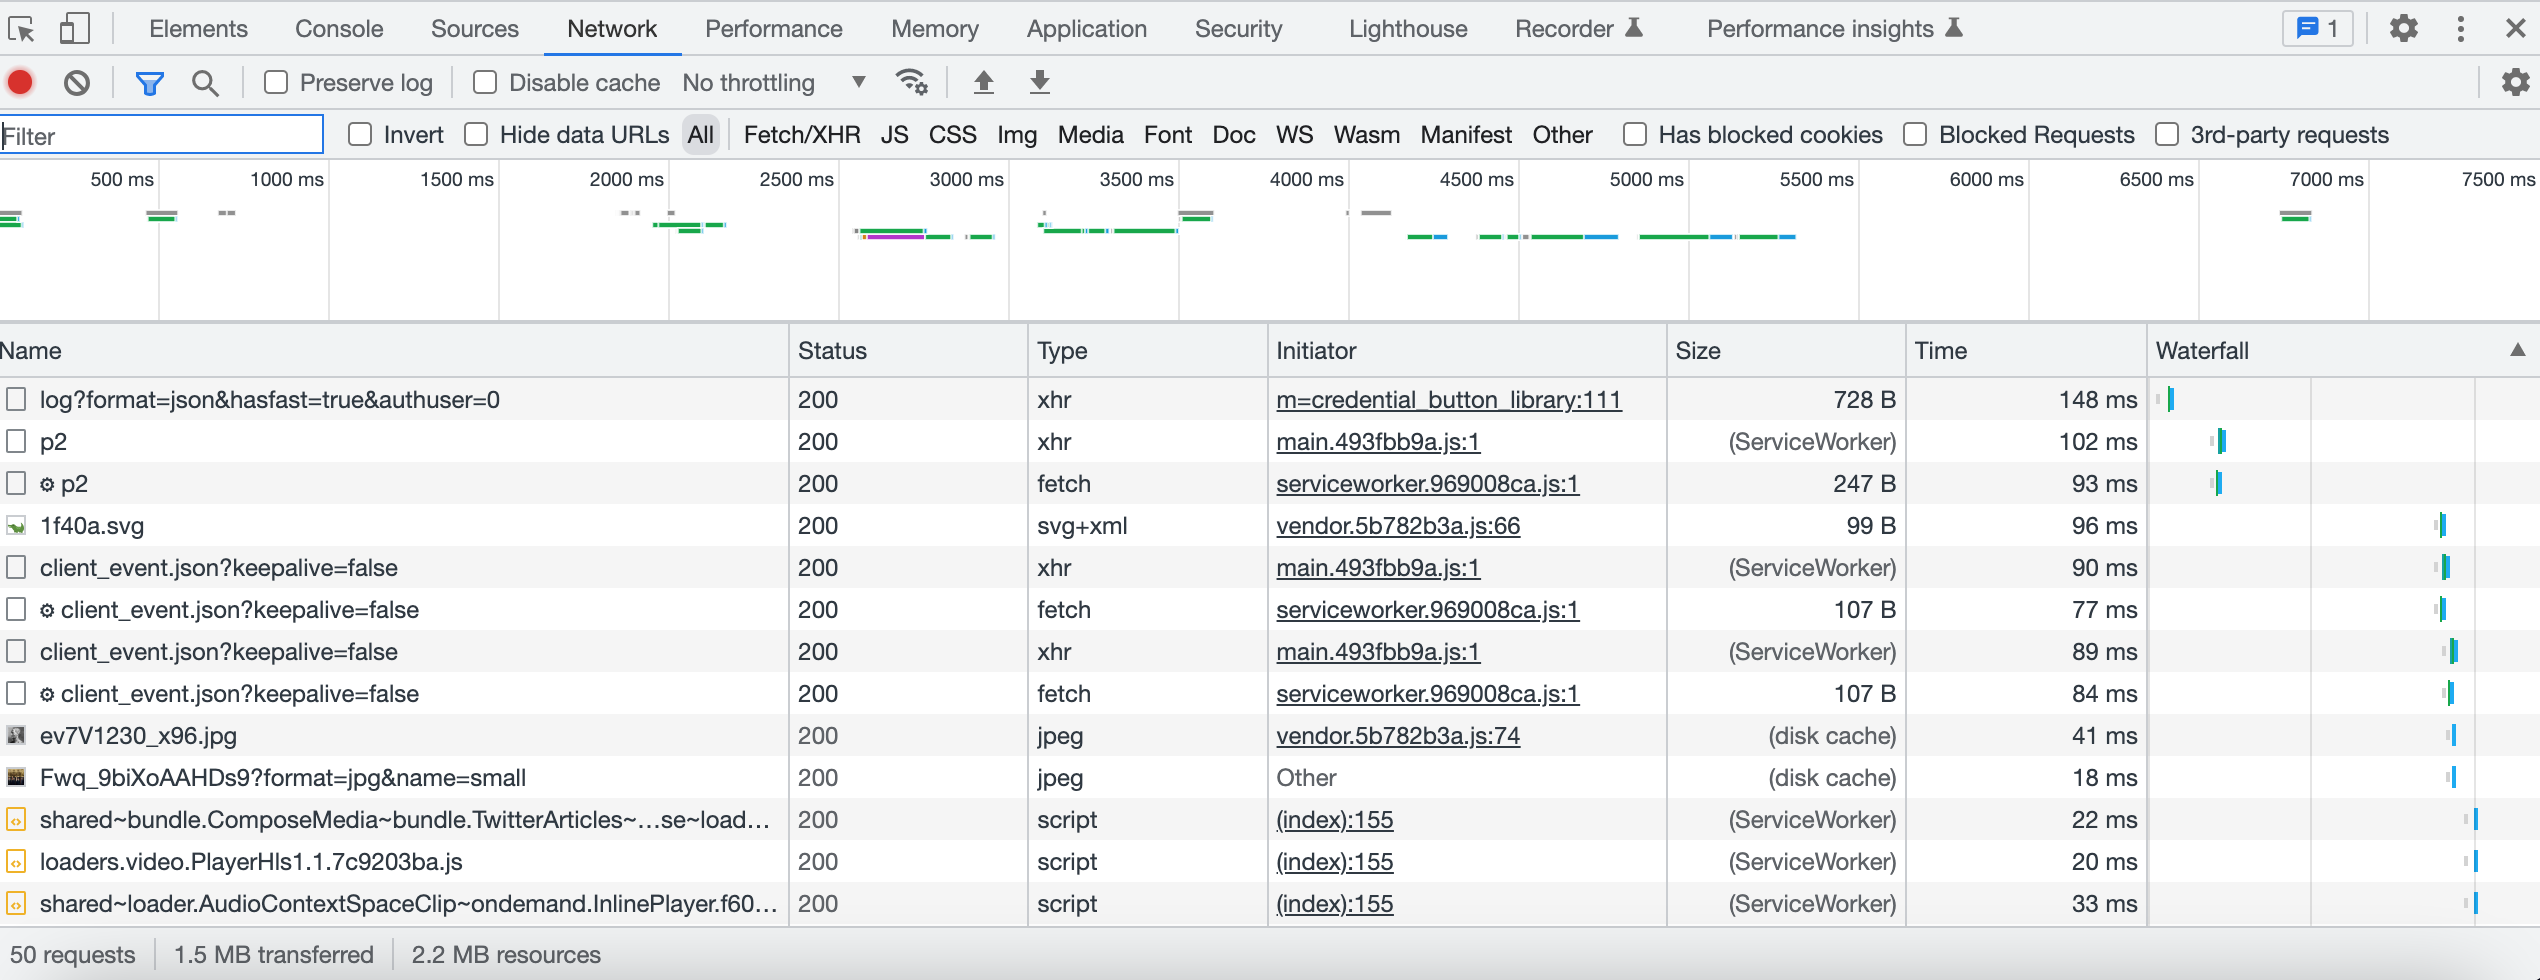 Elements Console Sources Network Performance Memory Application Security Lighthouse Recorder Performance insights 1
Preserve log Disable cache No throttling
Filter Invert Hide data URLs All Fetch/XHR JS CSS Img Media Font Doc WS Wasm Manifest Other Has blocked cookies Blocked Requests 3rd-party requests
500 ms 1000 ms 1500 ms 2000 ms 2500 ms 3000 ms 3500 ms 4000 ms 4500 ms 5000 ms 5500 ms 6000 ms 6500 ms 7000 ms 7500 ms
Name Status Type Initiator Size Time Waterfall
log?format=json&hasfast=true&authuser=0 200 xhr m=credential_button_library:111 728 B 148 ms
p2 200 xhr main.493fbb9a.js:1 (ServiceWorker) 102 ms
p2 200 fetch serviceworker.969008ca.js:1 247 B 93 ms
1f40a.svg 200 svg+xml vendor.5b782b3a.js:66 99 B 96 ms
client_event.json?keepalive=false 200 xhr main.493fbb9a.js:1 (ServiceWorker) 90 ms
client_event.json?keepalive=false 200 fetch serviceworker.969008ca.js:1 107 B 77 ms
client_event.json?keepalive=false 200 xhr main.493fbb9a.js:1 (ServiceWorker) 89 ms
client_event.json?keepalive=false 200 fetch serviceworker.969008ca.js:1 107 B 84 ms
ev7V1230_x96.jpg 200 jpeg vendor.5b782b3a.js:74 (disk cache) 41 ms
Fwq_9biXoAAHDs9?format=jpg&name=small 200 jpeg Other (disk cache) 18 ms
shared~bundle.ComposeMedia~bundle.TwitterArticles~…se~load… 200 script (index):155 (ServiceWorker) 22 ms
loaders.video.PlayerHls1.1.7c9203ba.js 200 script (index):155 (ServiceWorker) 20 ms
shared~loader.AudioContextSpaceClip~ondemand.InlinePlayer.f60… 200 script (index):155 (ServiceWorker) 33 ms
50 requests 1.5 MB transferred 2.2 MB resources